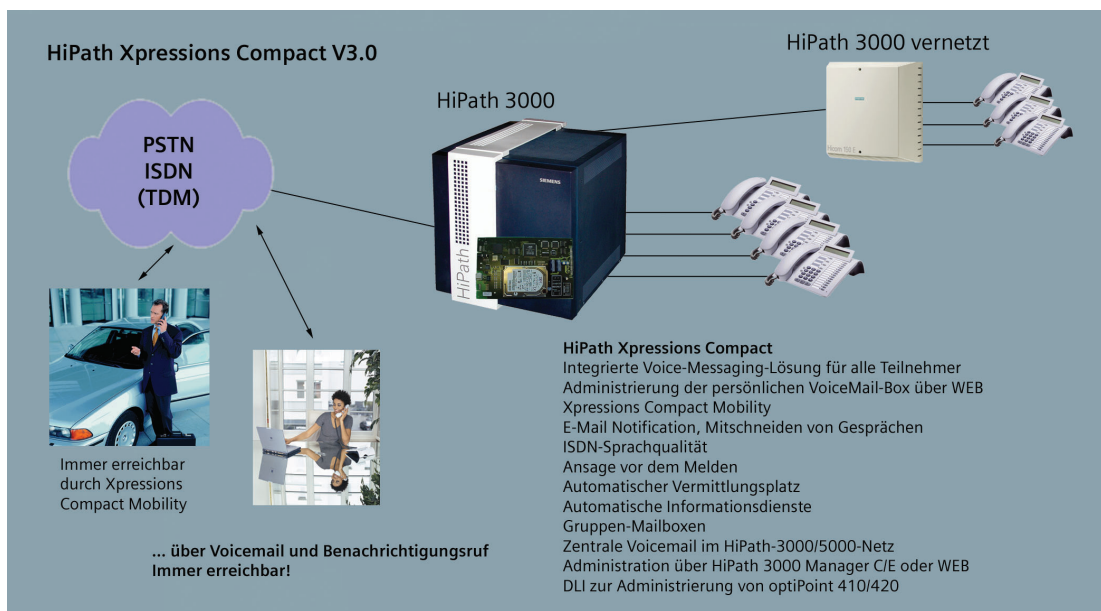 HiPath Xpressions Compact V3.0
HiPath 3000 vernetzt
HiPath 3000
PSTN
ISDN
(TDM)
SIEMENS
HiPath
Hicom 150 E
Immer erreichbar
durch Xpressions
Compact Mobility
... über Voicemail und Benachrichtigungsruf
Immer erreichbar!
HiPath Xpressions Compact
Integrierte Voice-Messaging-Lösung für alle Teilnehmer
Administrierung der persönlichen VoiceMail-Box über WEB
Xpressions Compact Mobility
E-Mail Notification, Mitschneiden von Gesprächen
ISDN-Sprachqualität
Ansage vor dem Melden
Automatischer Vermittlungsplatz
Automatische Informationsdienste
Gruppen-Mailboxen
Zentrale Voicemail im HiPath-3000/5000-Netz
Administration über HiPath 3000 Manager C/E oder WEB
DLI zur Administrierung von optiPoint 410/420